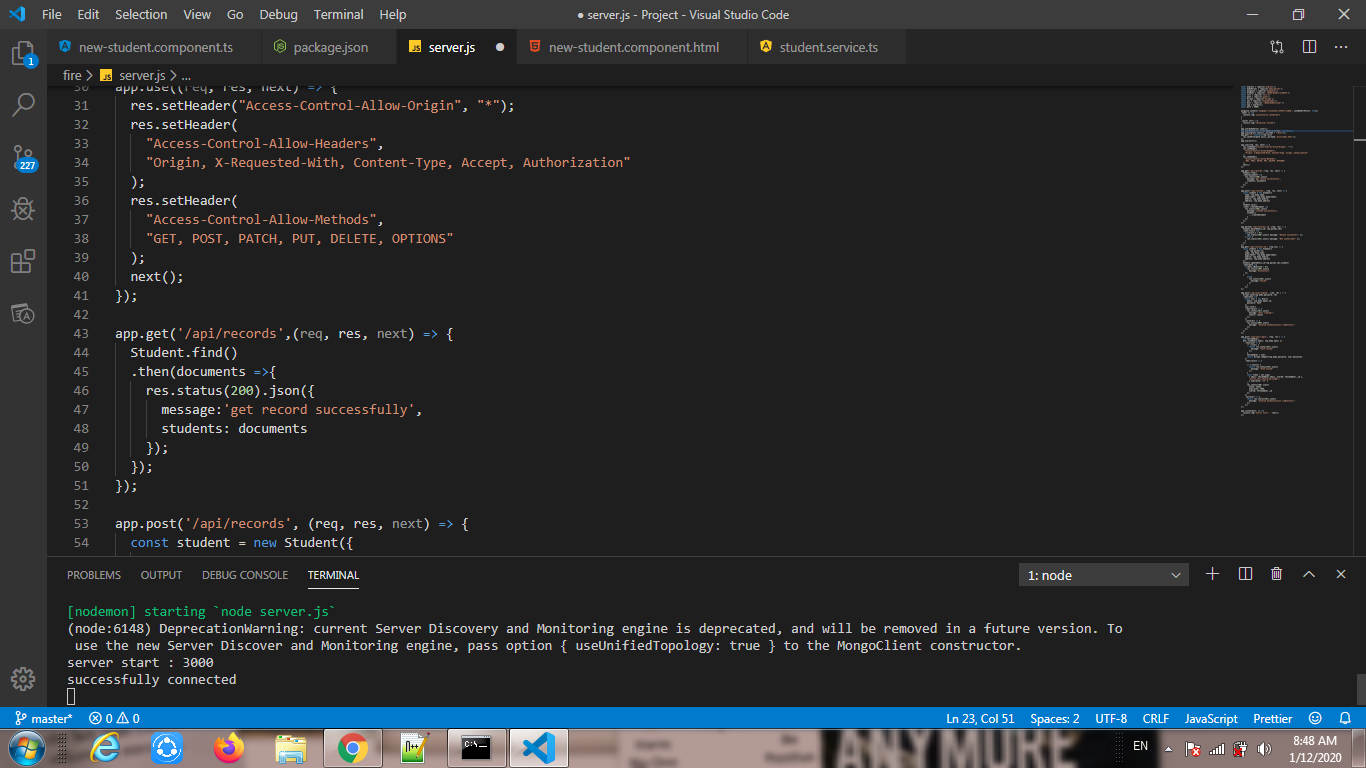 File Edit Selection View Go Debug Terminal Help
● server.js - Project - Visual Studio Code
new-student.component.ts
package.json
JS server.js
new-student.component.html
student.service.ts
fire > JS server.js > ...
30 app.use((req, res, next) => {
31 res.setHeader("Access-Control-Allow-Origin", "*");
32 res.setHeader(
33 "Access-Control-Allow-Headers",
34 "Origin, X-Requested-With, Content-Type, Accept, Authorization"
35 );
36 res.setHeader(
37 "Access-Control-Allow-Methods",
38 "GET, POST, PATCH, PUT, DELETE, OPTIONS"
39 );
40 next();
41 });
42
43 app.get('/api/records',(req, res, next) => {
44 Student.find()
45 .then(documents =>{
46 res.status(200).json({
47 message:'get record successfully',
48 students: documents
49 });
50 });
51 });
52
53 app.post('/api/records', (req, res, next) => {
54 const student = new Student({
1
227
PROBLEMS OUTPUT DEBUG CONSOLE TERMINAL
1: node
[nodemon] starting `node server.js`
(node:6148) DeprecationWarning: current Server Discovery and Monitoring engine is deprecated, and will be removed in a future version. To
use the new Server Discover and Monitoring engine, pass option { useUnifiedTopology: true } to the MongoClient constructor.
server start : 3000
successfully connected
master* 0 0
Ln 23, Col 51 Spaces: 2 UTF-8 CRLF JavaScript Prettier
ANYMORE
EN
8:48 AM
1/12/2020